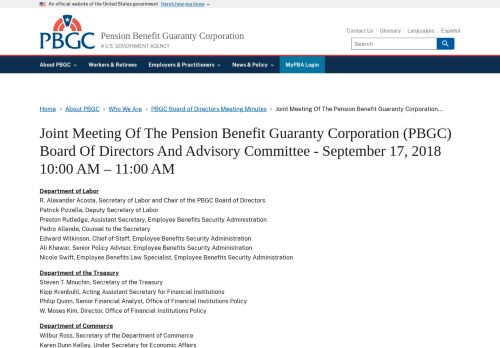 An official website of the United States government Here's how you know
PBGC
Pension Benefit Guaranty Corporation
A U.S. GOVERNMENT AGENCY
Contact Us Glossary Languages Español
Search
About PBGC Workers & Retirees Employers & Practitioners News & Policy MyPBA Login
Home › About PBGC › Who We Are › PBGC Board of Directors Meeting Minutes › Joint Meeting Of The Pension Benefit Guaranty Corporation...
Joint Meeting Of The Pension Benefit Guaranty Corporation (PBGC)
Board Of Directors And Advisory Committee - September 17, 2018
10:00 AM – 11:00 AM
Department of Labor
R. Alexander Acosta, Secretary of Labor and Chair of the PBGC Board of Directors
Patrick Pizzella, Deputy Secretary of Labor
Preston Rutledge, Assistant Secretary, Employee Benefits Security Administration
Pedro Allende, Counsel to the Secretary
Edward Wilkinson, Chief of Staff, Employee Benefits Security Administration
Ali Khawar, Senior Policy Advisor, Employee Benefits Security Administration
Nicole Swift, Employee Benefits Law Specialist, Employee Benefits Security Administration
Department of the Treasury
Steven T. Mnuchin, Secretary of the Treasury
Kipp Kranbuhl, Acting Assistant Secretary for Financial Institutions
Philip Quinn, Senior Financial Analyst, Office of Financial Institutions Policy
W. Moses Kim, Director, Office of Financial Institutions Policy
Department of Commerce
Wilbur Ross, Secretary of the Department of Commerce
Karen Dunn Kelley, Under Secretary for Economic Affairs